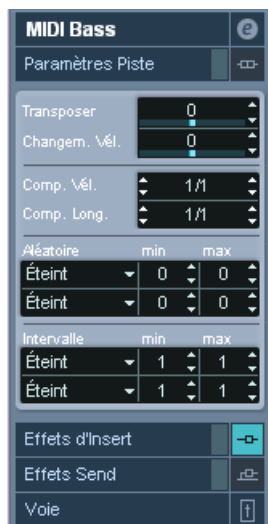 MIDI Bass
Paramètres Piste
Transposer 0
Changem. Vél. 0
Comp. Vél. 1/1
Comp. Long. 1/1
Aléatoire min max
Éteint 0 0
Éteint 0 0
Intervalle min max
Éteint 1 1
Éteint 1 1
Effets d'Insert
Effets Send
Voie